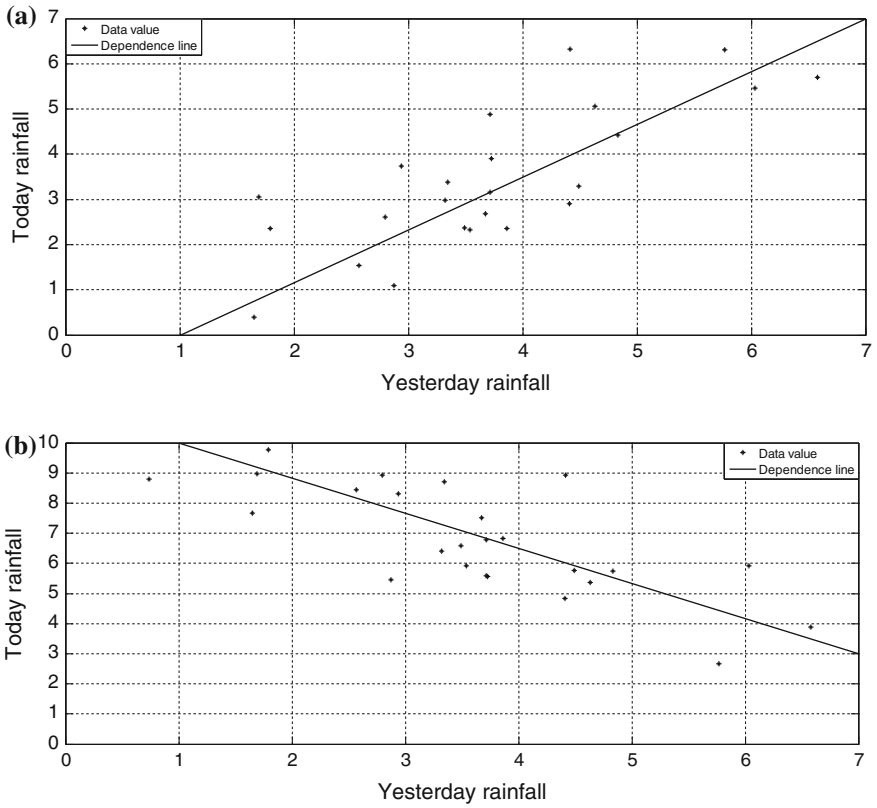 (a)
7
Data value
Dependence line
6
5
4
3
2
1
0
Today rainfall
0 1 2 3 4 5 6 7
Yesterday rainfall
(b)
10
Data value
Dependence line
9
8
7
6
5
4
3
2
1
0
Today rainfall
0 1 2 3 4 5 6 7
Yesterday rainfall